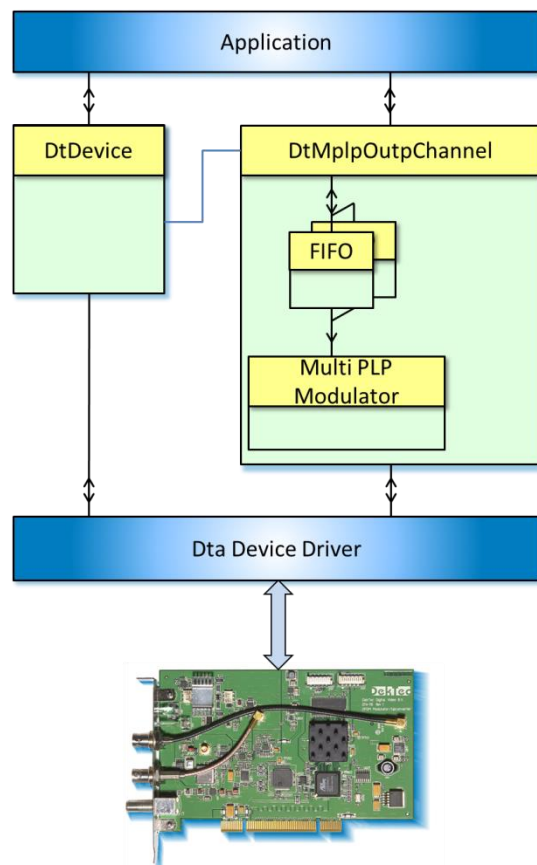 Application
DtDevice
DtMplpOutpChannel
FIFO
Multi PLP
Modulator
Dta Device Driver
DekTec